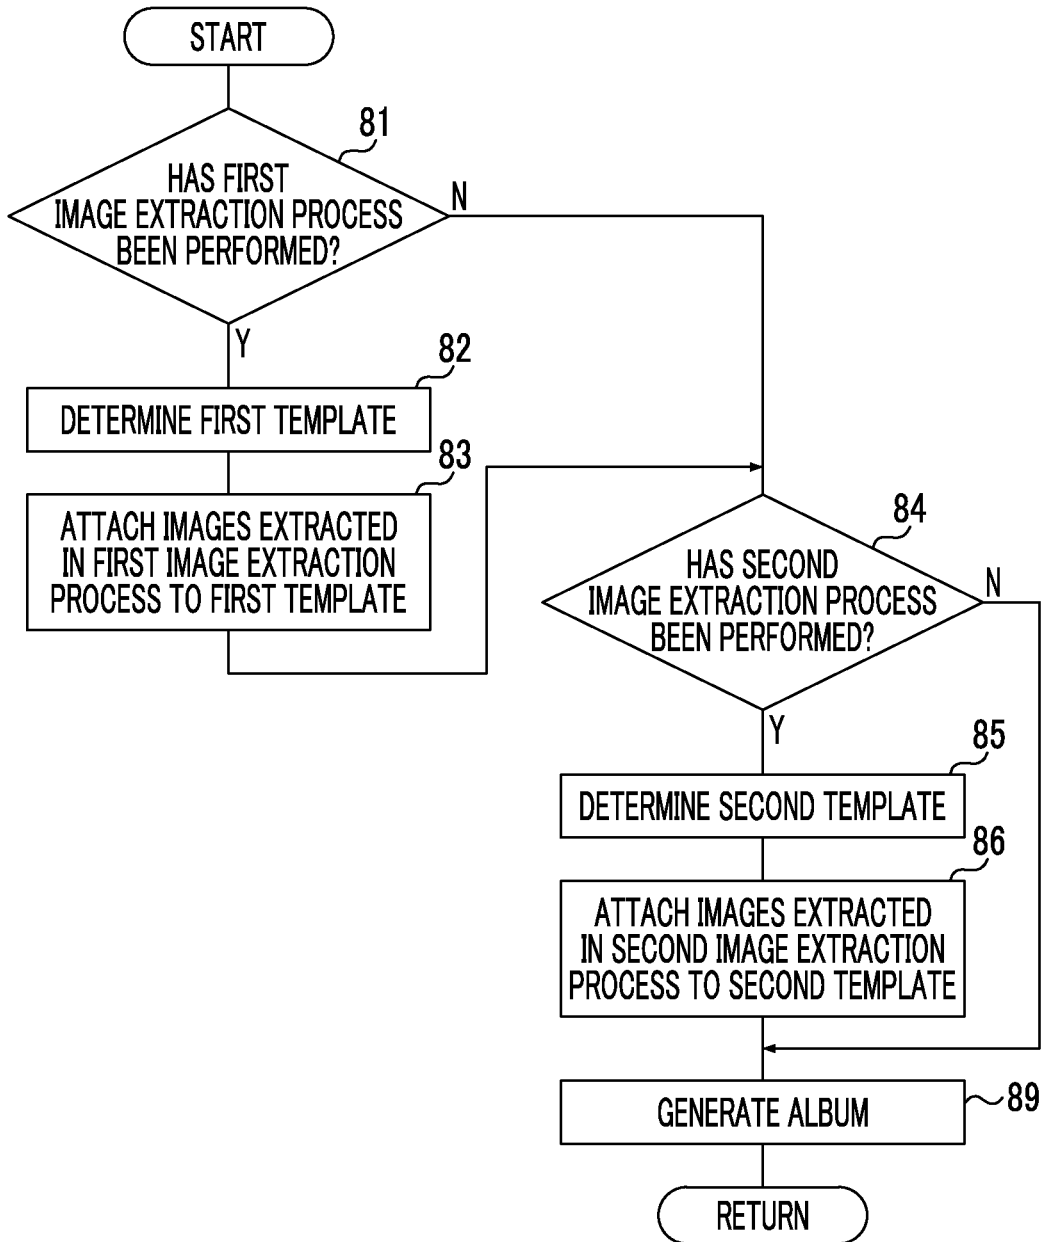 START
81
HAS FIRST
IMAGE EXTRACTION PROCESS
BEEN PERFORMED?
N
Y
82
DETERMINE FIRST TEMPLATE
83
ATTACH IMAGES EXTRACTED
IN FIRST IMAGE EXTRACTION
PROCESS TO FIRST TEMPLATE
84
HAS SECOND
IMAGE EXTRACTION PROCESS
BEEN PERFORMED?
N
Y
85
DETERMINE SECOND TEMPLATE
86
ATTACH IMAGES EXTRACTED
IN SECOND IMAGE EXTRACTION
PROCESS TO SECOND TEMPLATE
GENERATE ALBUM
89
RETURN